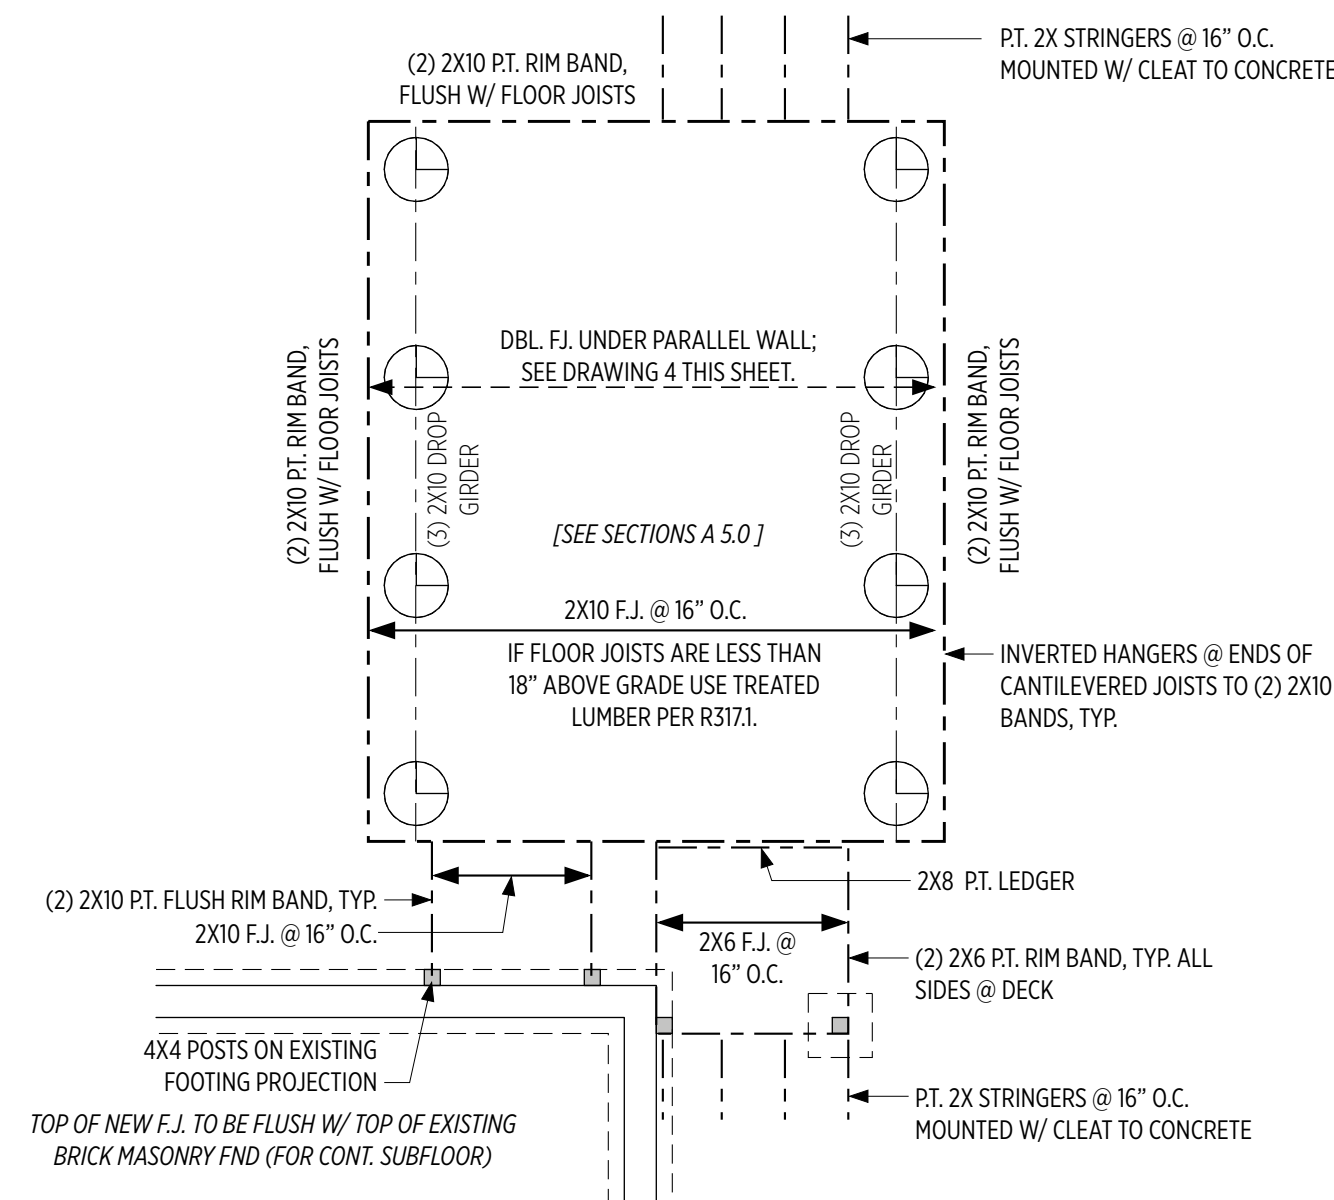 P.T. 2X STRINGERS @ 16” O.C.
MOUNTED W/ CLEAT TO CONCRETE
(2) 2X10 P.T. RIM BAND,
FLUSH W/ FLOOR JOISTS
DBL. FJ. UNDER PARALLEL WALL;
SEE DRAWING 4 THIS SHEET.
(2) 2X10 P.T. RIM BAND,
FLUSH W/ FLOOR JOISTS
(3) 2X10 DROP
GIRDER
(3) 2X10 DROP
GIRDER
(2) 2X10 P.T. RIM BAND,
FLUSH W/ FLOOR JOISTS
[SEE SECTIONS A 5.0 ]
2X10 F.J. @ 16” O.C.
IF FLOOR JOISTS ARE LESS THAN
18” ABOVE GRADE USE TREATED
LUMBER PER R317.1.
INVERTED HANGERS @ ENDS OF
CANTILEVERED JOISTS TO (2) 2X10
BANDS, TYP.
2X8 P.T. LEDGER
(2) 2X10 P.T. FLUSH RIM BAND, TYP.
2X10 F.J. @ 16” O.C.
2X6 F.J. @
16” O.C.
(2) 2X6 P.T. RIM BAND, TYP. ALL
SIDES @ DECK
4X4 POSTS ON EXISTING
FOOTING PROJECTION
P.T. 2X STRINGERS @ 16” O.C.
MOUNTED W/ CLEAT TO CONCRETE
TOP OF NEW F.J. TO BE FLUSH W/ TOP OF EXISTING
BRICK MASONRY FND (FOR CONT. SUBFLOOR)